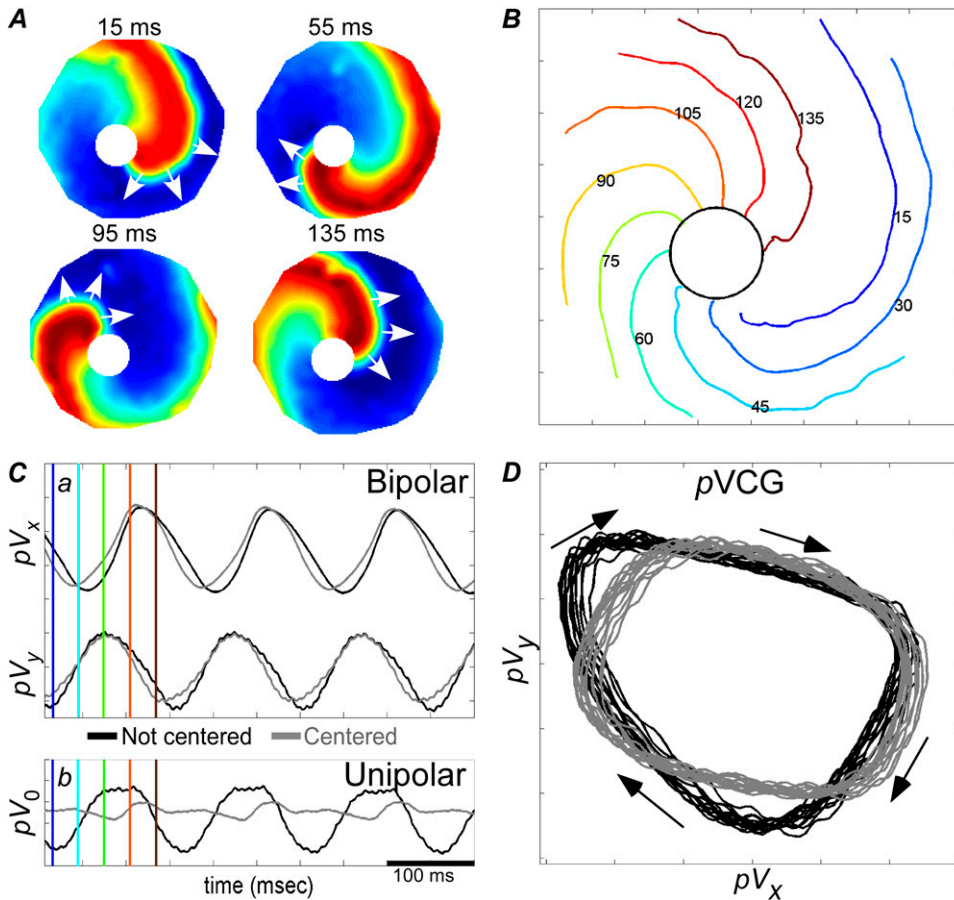 A
15 ms
55 ms
95 ms
135 ms
B
120
135
105
90
15
75
30
60
45
C
a
Bipolar
pVx
pVy
Not centered
Centered
b
Unipolar
pV0
100 ms
time (msec)
D
pVCG
pVy
pVx